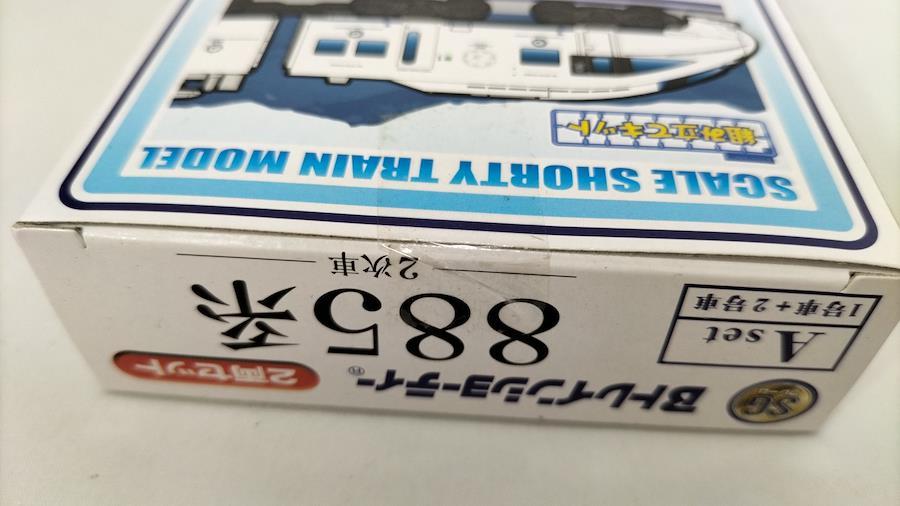 SCALE SHORTY TRAIN MODEL
組み立てキット
SG
Bトレインショーティー®
2両セット
A set
1号車+2号車
885系
2次車